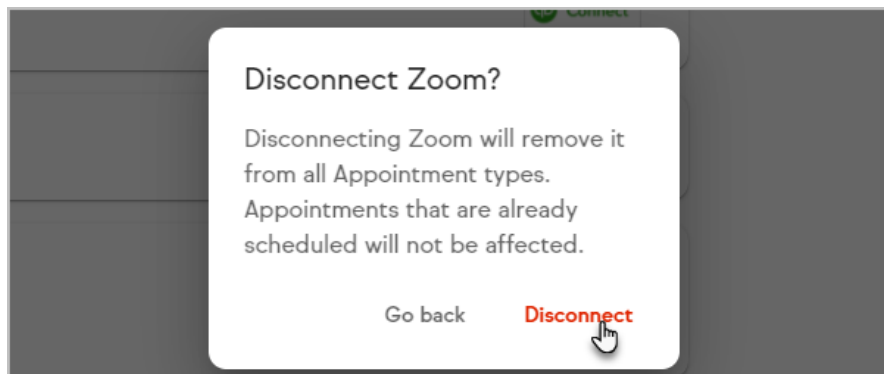 Connect
Disconnect Zoom?
Disconnecting Zoom will remove it
from all Appointment types.
Appointments that are already
scheduled will not be affected.
Go back Disconnect